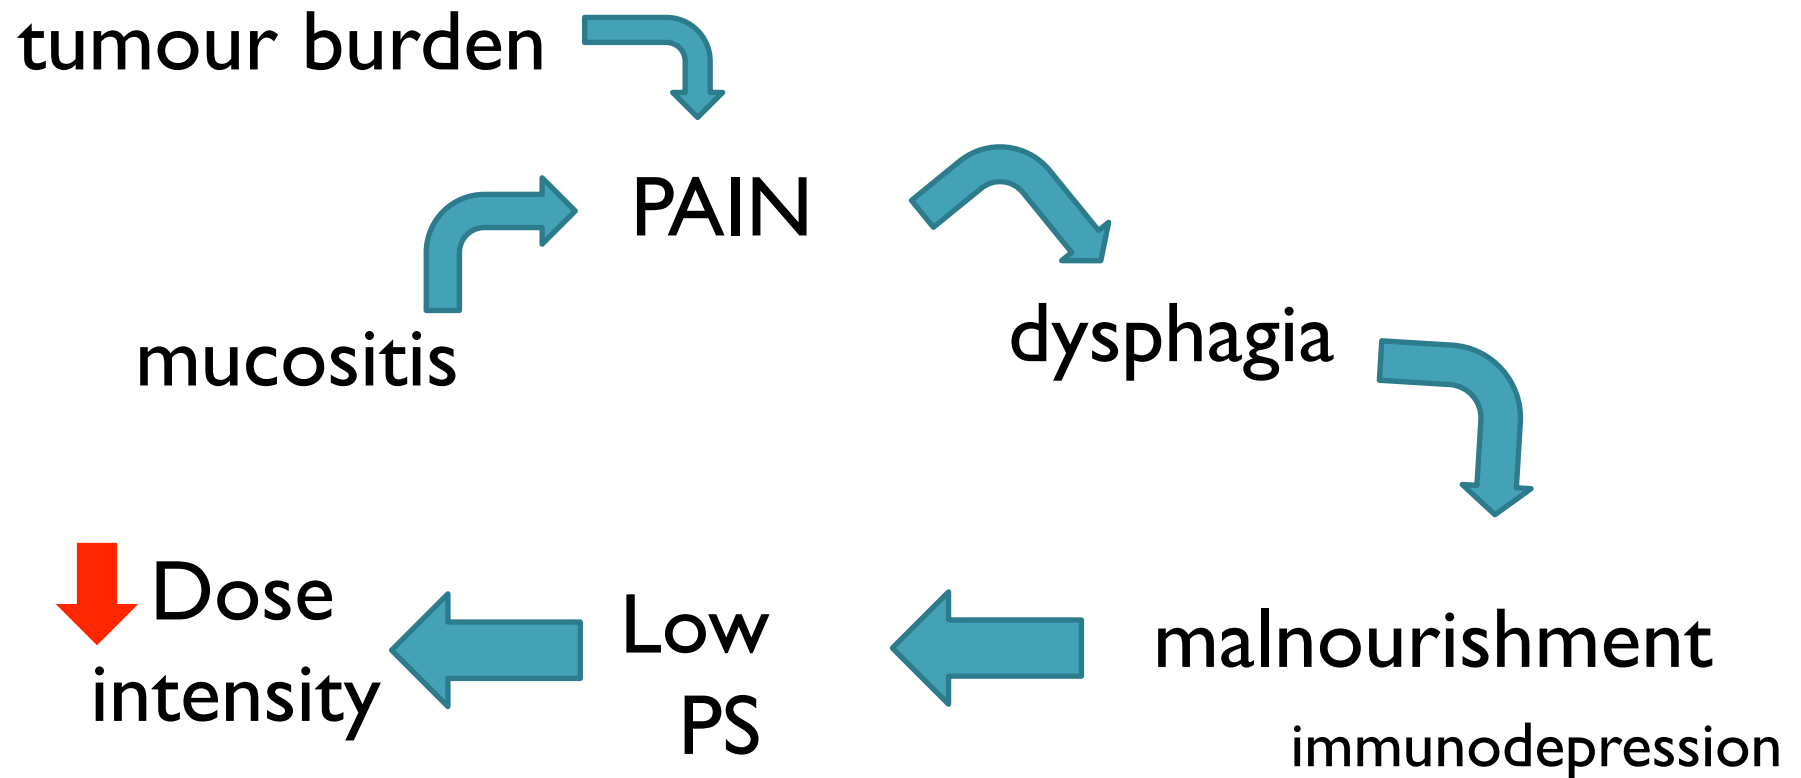 tumour burden
PAIN
mucositis
dysphagia
Dose
intensity
Low
PS
malnourishment
immunodepression